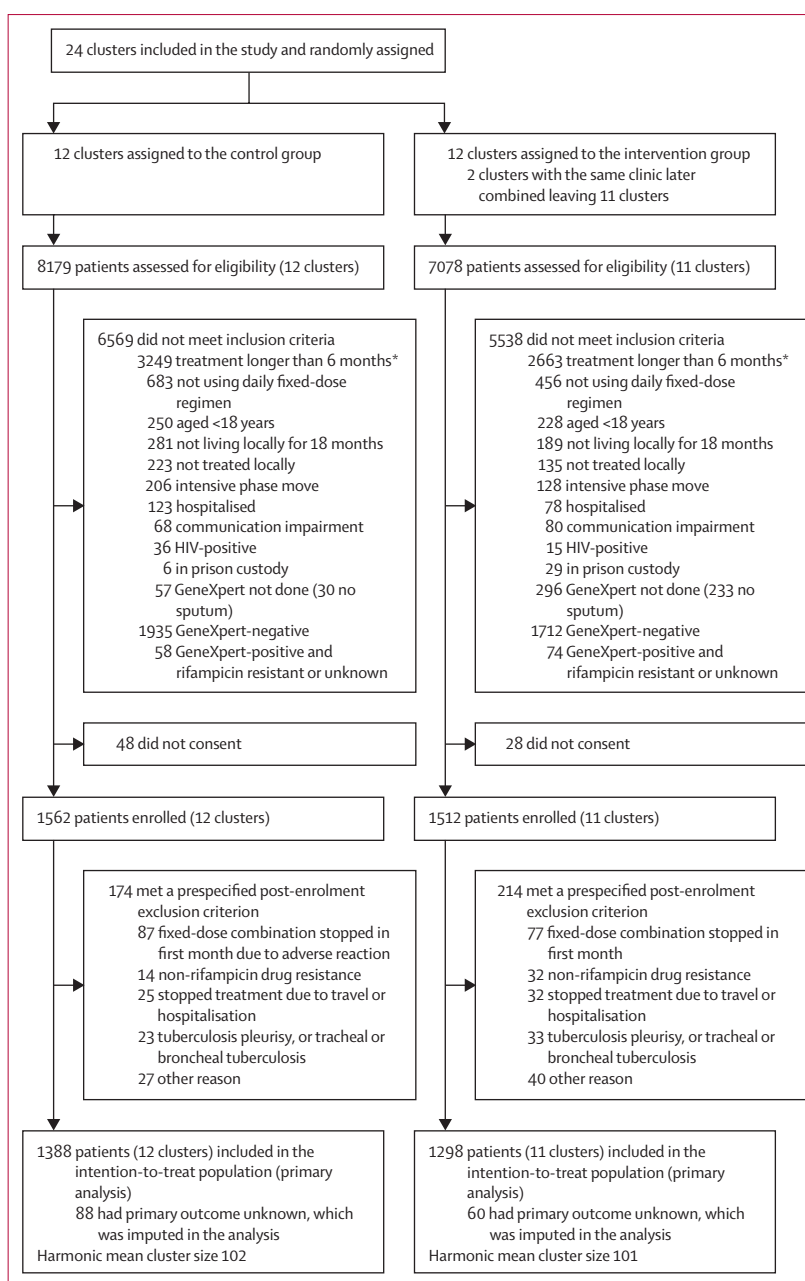 24 clusters included in the study and randomly assigned
12 clusters assigned to the control group
12 clusters assigned to the intervention group
2 clusters with the same clinic later
combined leaving 11 clusters
8179 patients assessed for eligibility (12 clusters)
7078 patients assessed for eligibility (11 clusters)
6569 did not meet inclusion criteria
3249 treatment longer than 6 months*
683 not using daily fixed-dose
regimen
250 aged <18 years
281 not living locally for 18 months
223 not treated locally
206 intensive phase move
123 hospitalised
68 communication impairment
36 HIV-positive
6 in prison custody
57 GeneXpert not done (30 no
sputum)
1935 GeneXpert-negative
58 GeneXpert-positive and
rifampicin resistant or unknown
5538 did not meet inclusion criteria
2663 treatment longer than 6 months*
456 not using daily fixed-dose
regimen
228 aged <18 years
189 not living locally for 18 months
135 not treated locally
128 intensive phase move
78 hospitalised
80 communication impairment
15 HIV-positive
29 in prison custody
296 GeneXpert not done (233 no
sputum)
1712 GeneXpert-negative
74 GeneXpert-positive and
rifampicin resistant or unknown
48 did not consent
28 did not consent
1562 patients enrolled (12 clusters)
1512 patients enrolled (11 clusters)
174 met a prespecified post-enrolment
exclusion criterion
87 fixed-dose combination stopped in
first month due to adverse reaction
14 non-rifampicin drug resistance
25 stopped treatment due to travel or
hospitalisation
23 tuberculosis pleurisy, or tracheal or
broncheal tuberculosis
27 other reason
214 met a prespecified post-enrolment
exclusion criterion
77 fixed-dose combination stopped in
first month
32 non-rifampicin drug resistance
32 stopped treatment due to travel or
hospitalisation
33 tuberculosis pleurisy, or tracheal or
broncheal tuberculosis
40 other reason
1388 patients (12 clusters) included in the
intention-to-treat population (primary
analysis)
88 had primary outcome unknown, which
was imputed in the analysis
Harmonic mean cluster size 102
1298 patients (11 clusters) included in the
intention-to-treat population (primary
analysis)
60 had primary outcome unknown, which
was imputed in the analysis
Harmonic mean cluster size 101